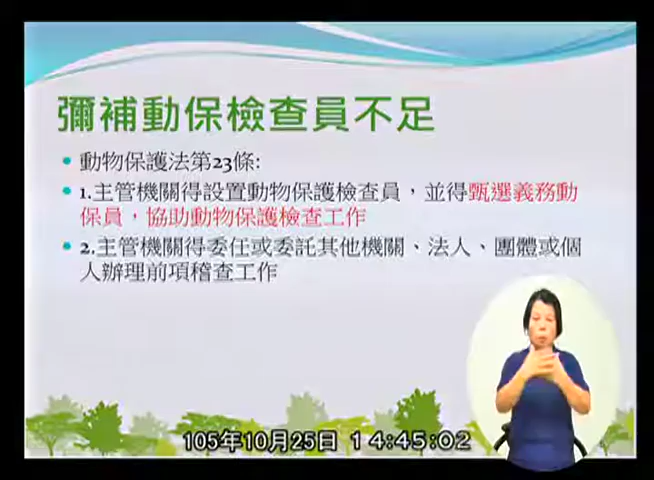 彌補動保檢查員不足
• 動物保護法第23條:
• 1.主管機關得設置動物保護檢查員，並得甄選義務動
保員，協助動物保護檢查工作
• 2.主管機關得委任或委託其他機關、法人、團體或個
人辦理前項稽查工作
105年10月25日 14:45:02